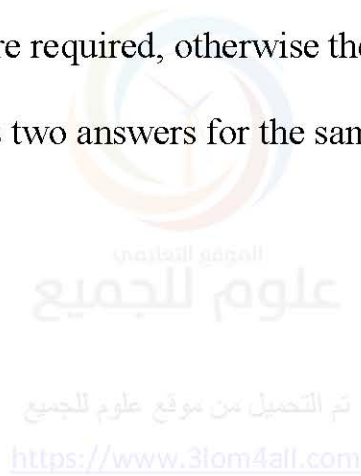 re required, otherwise the
s two answers for the san
الموقع التعليمي
علوم للجميع
تم التحميل من موقع علوم للجميع
https://www.3lom4all.com